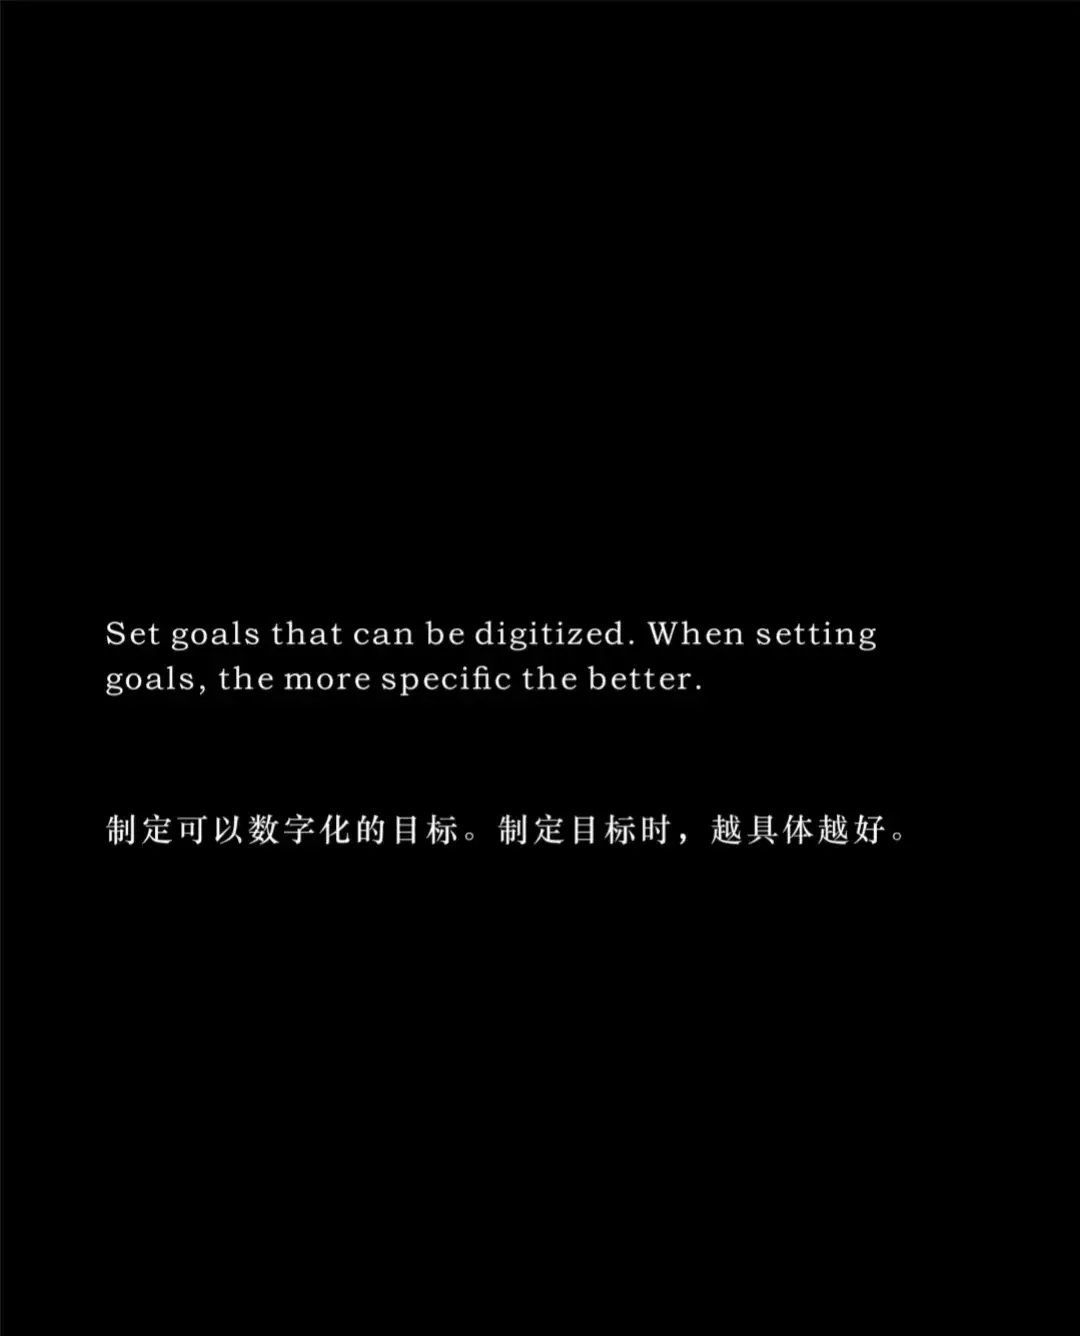 Set goals that can be digitized. When setting
goals, the more specific the better.
制定可以数字化的目标。制定目标时，越具体越好。